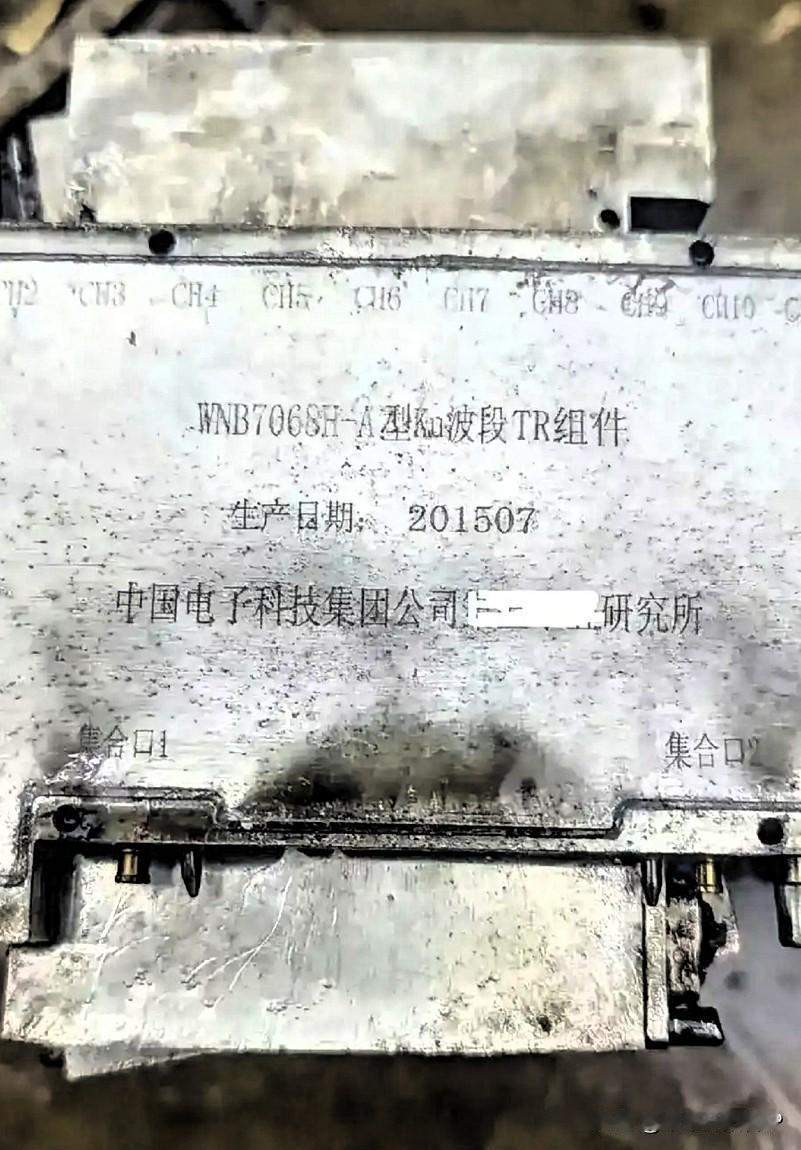 CH2 CH3 CH4 CH5 CH6 CH7 CH8 CH9 CH10
WNB7068H-A型Ku波段TR组件
生产日期: 201507
中国电子科技集团公司 研究所
集合口1 集合口2